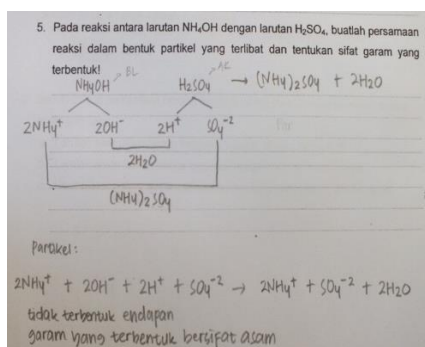 5. Pada reaksi antara larutan NH₄OH dengan larutan H₂SO₄, buatlah persamaan
reaksi dalam bentuk partikel yang terlibat dan tentukan sifat garam yang
terbentuk!
BL AC
NH4OH H2SO4 → (NH4)2SO4 + 2H2O
2NH4⁺ 2OH⁻ 2H⁺ SO4⁻²
2H2O
(NH4)2SO4
Partikel:
2NH4⁺ + 2OH⁻ + 2H⁺ + SO4⁻² → 2NH4⁺ + SO4⁻² + 2H2O
tidak terbentuk endapan
garam yang terbentuk bersifat asam